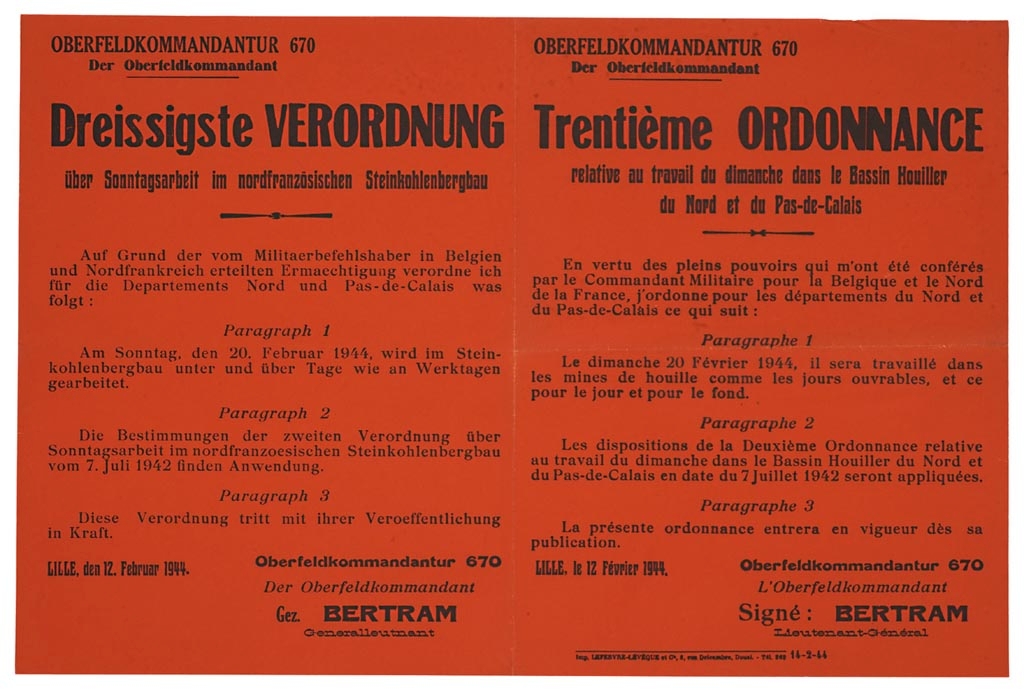 OBERFELDKOMMANDANTUR 670
Der Oberfeldkommandant
Dreissigste VERORDNUNG
über Sonntagsarbeit im nordfranzösischen Steinkohlenbergbau
Auf Grund der vom Militaerbefehlshaber in Belgien
und Nordfrankreich erteilten Ermaechtigung verordne ich
für die Departements Nord und Pas-de-Calais was
folgt :
Paragraph 1
Am Sonntag, den 20. Februar 1944, wird im Stein-
kohlenbergbau unter und über Tage wie an Werktagen
gearbeitet.
Paragraph 2
Die Bestimmungen der zweiten Verordnung über
Sonntagsarbeit im nordfranzoesischen Steinkohlenbergbau
vom 7. Juli 1942 finden Anwendung.
Paragraph 3
Diese Verordnung tritt mit ihrer Veroeffentlichung
in Kraft.
LILLE, den 12. Februar 1944.
Oberfeldkommandantur 670
Der Oberfeldkommandant
Gez. BERTRAM
Generalleutnant
OBERFELDKOMMANDANTUR 670
Der Oberfeldkommandant
Trentième ORDONNANCE
relative au travail du dimanche dans le Bassin Houiller
du Nord et du Pas-de-Calais
En vertu des pleins pouvoirs qui m'ont été conférés
par le Commandant Militaire pour la Belgique et le Nord
de la France, j'ordonne pour les départements du Nord et
du Pas-de-Calais ce qui suit :
Paragraphe 1
Le dimanche 20 Février 1944, il sera travaillé dans
les mines de houille comme les jours ouvrables, et ce
pour le jour et pour le fond.
Paragraphe 2
Les dispositions de la Deuxième Ordonnance relative
au travail du dimanche dans le Bassin Houiller du Nord et
du Pas-de-Calais en date du 7 Juillet 1942 seront appliquées.
Paragraphe 3
La présente ordonnance entrera en vigueur dès sa
publication.
LILLE, le 12 Février 1944.
Oberfeldkommandantur 670
L'Oberfeldkommandant
Signé : BERTRAM
Lieutenant-Général
Imp. LEFEBVRE-LEVÊQUE et Cie, rue Delcambre, Douai. - Tél. 14-2-44